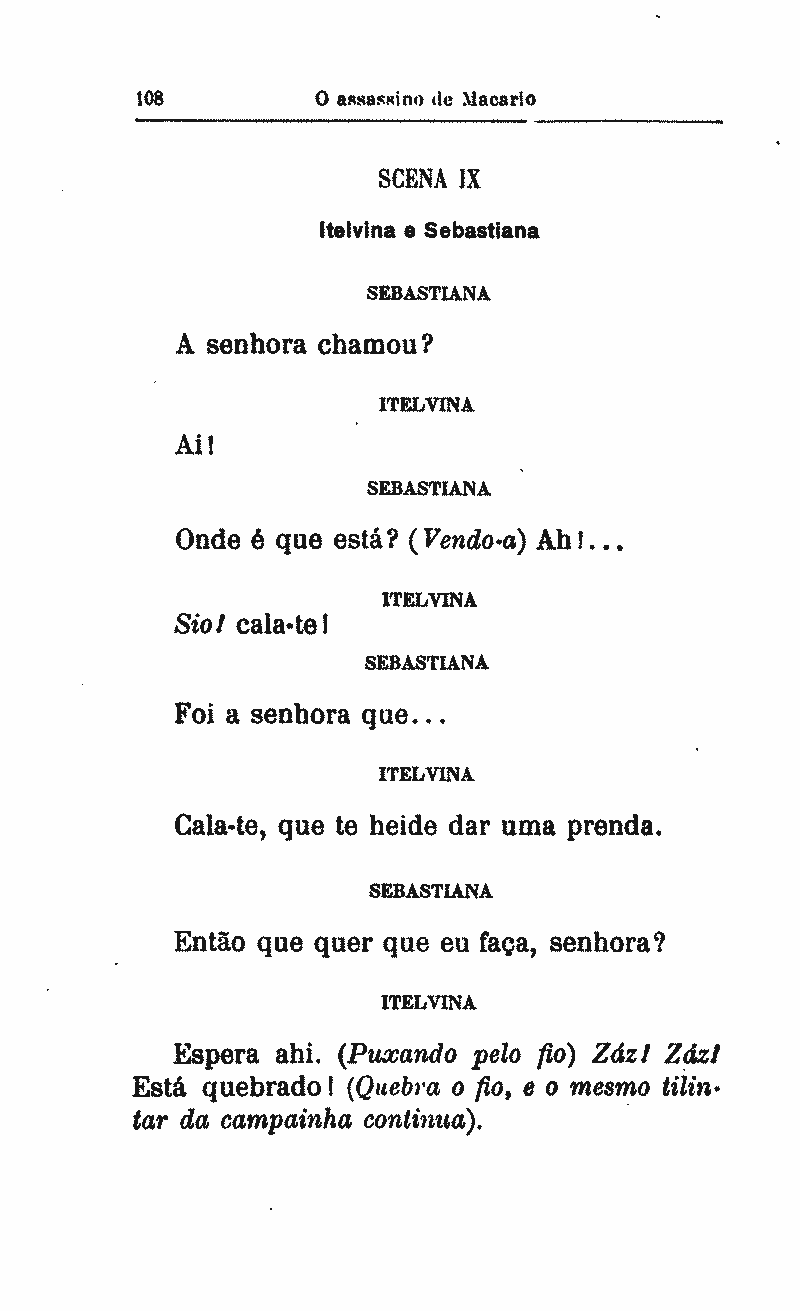 108 O assassino de Macario
SCENA IX
Itelvina e Sebastiana
SEBASTIANA
A senhora chamou?
ITELVINA
Ai!
SEBASTIANA
Onde é que está? (Vendo-a) Ah!...
ITELVINA
Sio! cala-te!
SEBASTIANA
Foi a senhora que...
ITELVINA
Cala-te, que te heide dar uma prenda.
SEBASTIANA
Então que quer que eu faça, senhora?
ITELVINA
Espera ahi. (Puxando pelo fio) Záz! Záz!
Está quebrado! (Quebra o fio, e o mesmo tilin-
tar da campainha continua).